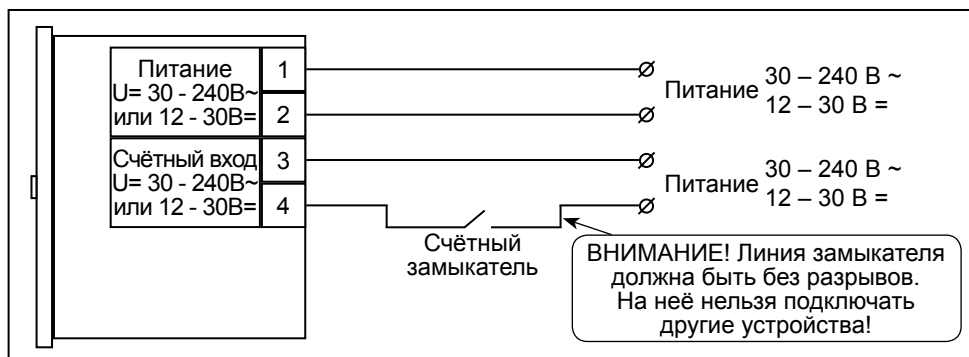 Питание
U= 30 - 240В~
или 12 - 30В=
1
2
Счётный вход
U= 30 - 240В~
или 12 - 30В=
3
4
Питание
30 – 240 В ~
12 – 30 В =
Питание
30 – 240 В ~
12 – 30 В =
Счётный
замыкатель
ВНИМАНИЕ! Линия замыкателя
должна быть без разрывов.
На неё нельзя подключать
другие устройства!